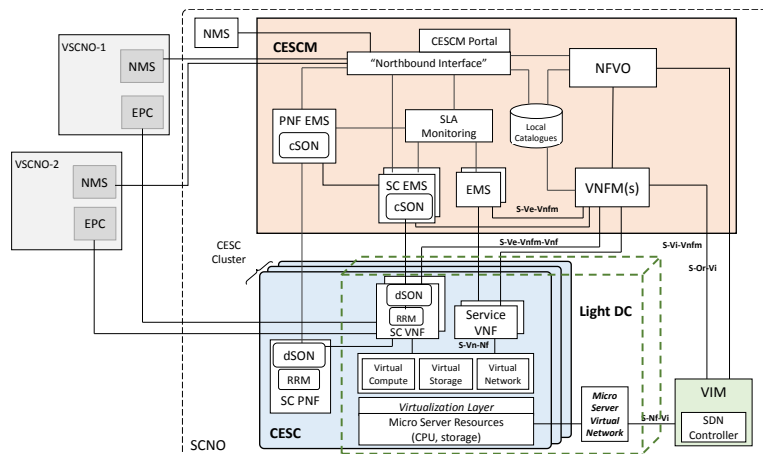 VSCNO-1
NMS
EPC
VSCNO-2
NMS
EPC
NMS
CESCM
CESCM Portal
"Northbound Interface"
NFVO
PNF EMS
cSON
SLA
Monitoring
Local
Catalogues
SC EMS
cSON
EMS
VNFM(s)
S-Ve-Vnfm
S-Ve-Vnfm-Vnf
S-Vi-Vnfm
S-Or-Vi
CESC
Cluster
Light DC
dSON
RRM
SC VNF
Service
VNF
S-Vn-Nf
dSON
RRM
SC PNF
Virtual
Compute
Virtual
Storage
Virtual
Network
Virtualization Layer
Micro Server Resources
(CPU, storage)
Micro
Server
Virtual
Network
S-Nf-Vi
VIM
SDN
Controller
CESC
SCNO